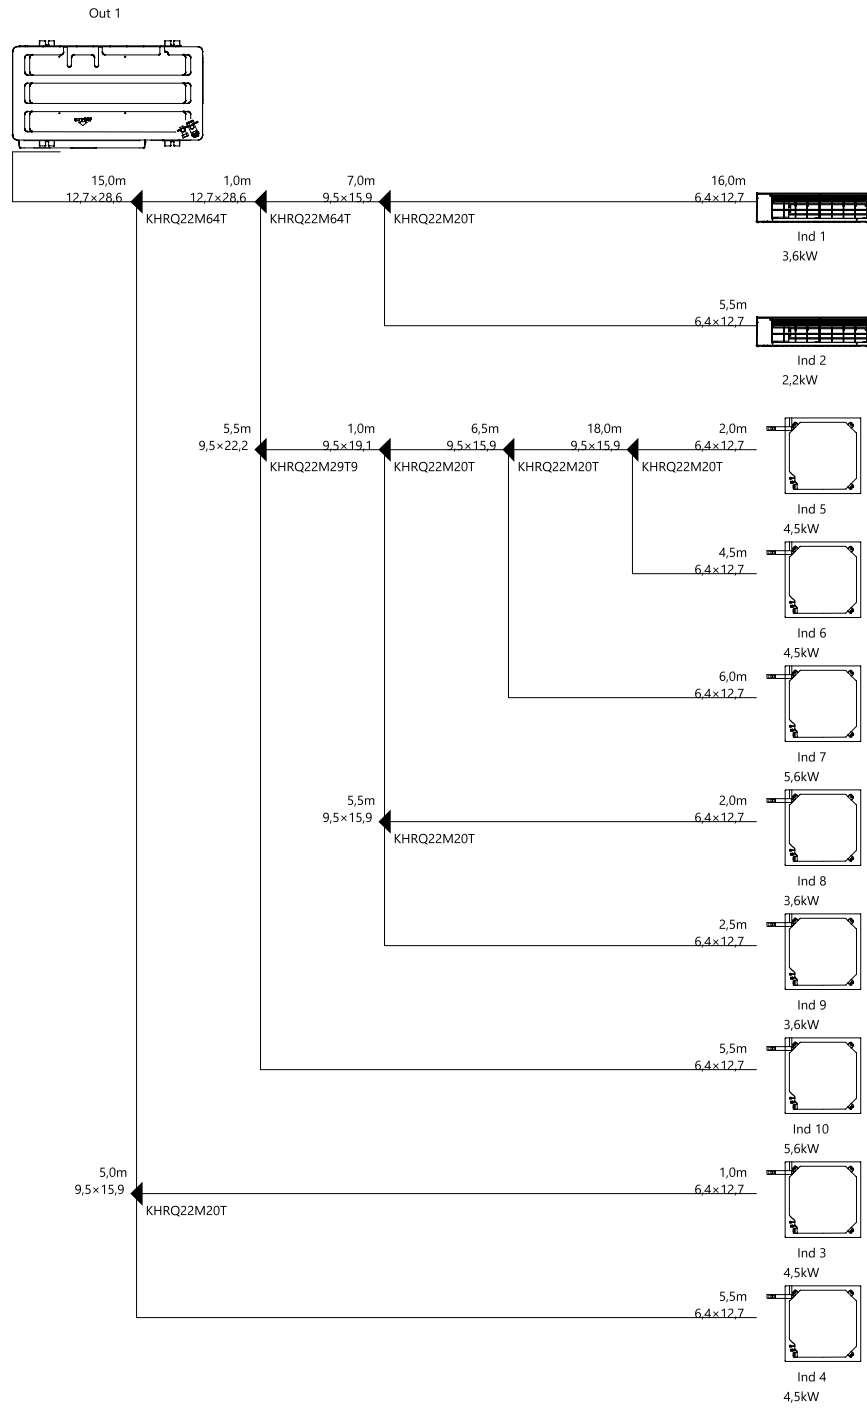 Out 1
15,0m
12,7×28,6
KHRQ22M64T
1,0m
12,7×28,6
KHRQ22M64T
7,0m
9,5×15,9
KHRQ22M20T
16,0m
6,4×12,7
Ind 1
3,6kW
5,5m
6,4×12,7
Ind 2
2,2kW
5,5m
9,5×22,2
KHRQ22M29T9
1,0m
9,5×19,1
KHRQ22M20T
6,5m
9,5×15,9
KHRQ22M20T
18,0m
9,5×15,9
KHRQ22M20T
2,0m
6,4×12,7
Ind 5
4,5kW
4,5m
6,4×12,7
Ind 6
4,5kW
6,0m
6,4×12,7
Ind 7
5,6kW
5,5m
9,5×15,9
KHRQ22M20T
2,0m
6,4×12,7
Ind 8
3,6kW
2,5m
6,4×12,7
Ind 9
3,6kW
5,5m
6,4×12,7
Ind 10
5,6kW
5,0m
9,5×15,9
KHRQ22M20T
1,0m
6,4×12,7
Ind 3
4,5kW
5,5m
6,4×12,7
Ind 4
4,5kW